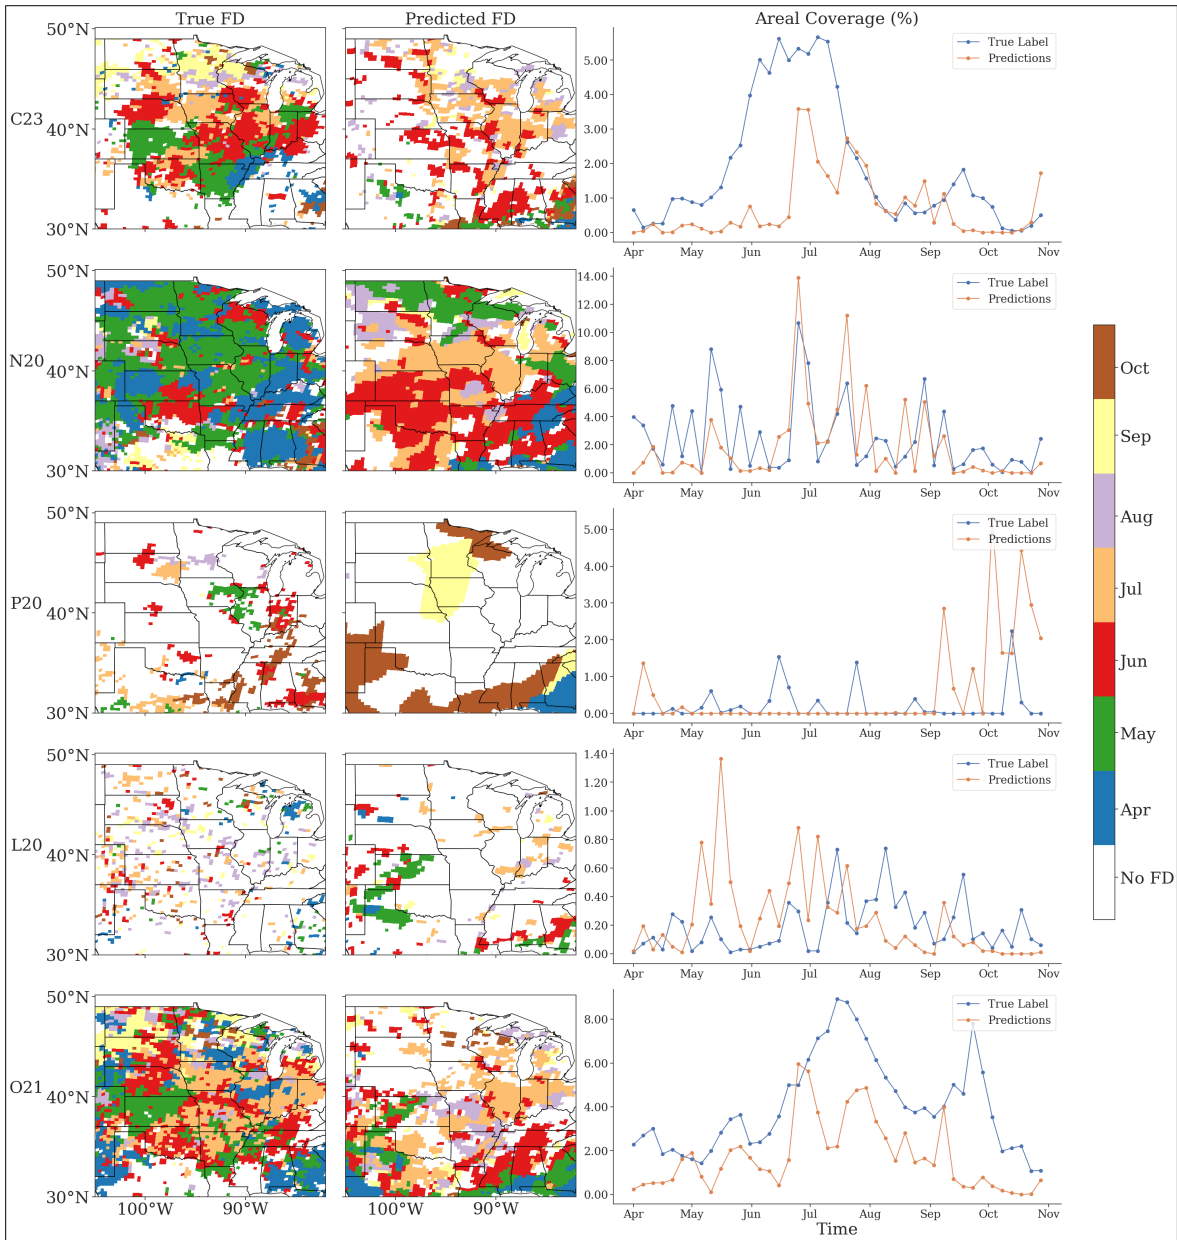 True FD
Predicted FD
Areal Coverage (%)
C23
50°N
40°N
30°N
5.00
4.00
3.00
2.00
1.00
0.00
True Label
Predictions
Apr May Jun Jul Aug Sep Oct Nov
N20
50°N
40°N
30°N
14.00
12.00
10.00
8.00
6.00
4.00
2.00
0.00
True Label
Predictions
Apr May Jun Jul Aug Sep Oct Nov
P20
50°N
40°N
30°N
5.00
4.00
3.00
2.00
1.00
0.00
True Label
Predictions
Apr May Jun Jul Aug Sep Oct Nov
L20
50°N
40°N
30°N
1.40
1.20
1.00
0.80
0.60
0.40
0.20
0.00
True Label
Predictions
Apr May Jun Jul Aug Sep Oct Nov
O21
50°N
40°N
30°N
100°W 90°W
100°W 90°W
8.00
6.00
4.00
2.00
0.00
True Label
Predictions
Apr May Jun Jul Aug Sep Oct Nov
Time
Oct
Sep
Aug
Jul
Jun
May
Apr
No FD